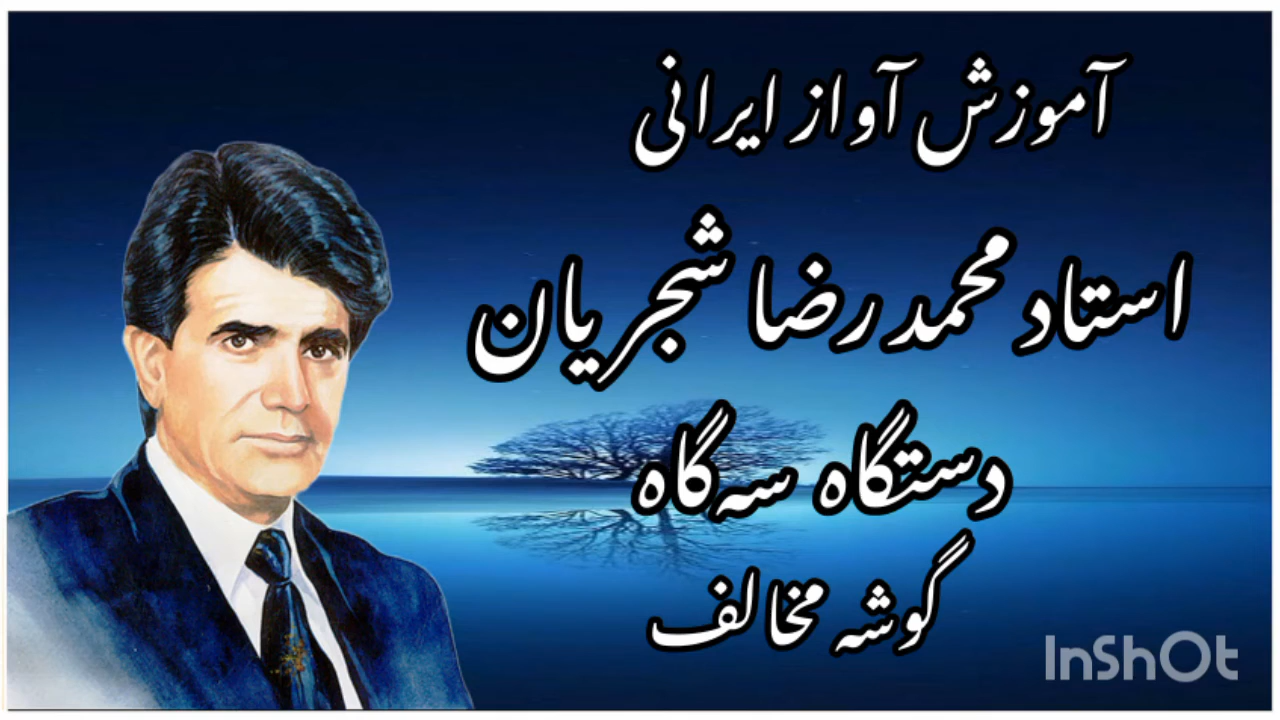 آموزش آواز ایرانی
استاد محمدرضا شجریان
دستگاه سه‌گاه
گوشه مخالف
InShOt